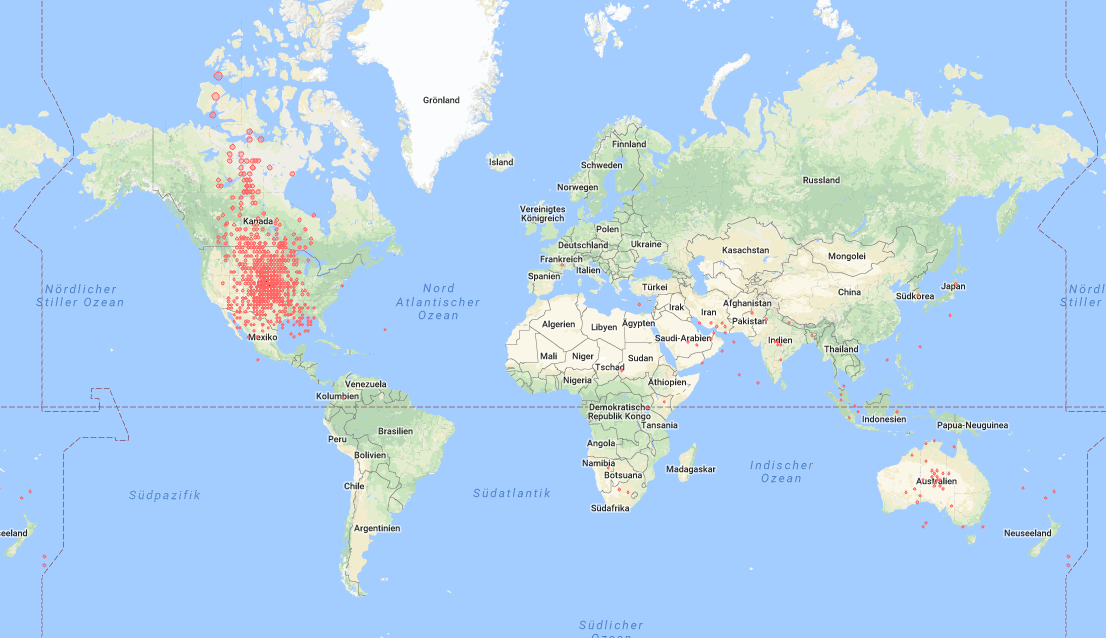 Grönland
Finnland
Island
Schweden
Russland
Norwegen
Vereinigtes
Königreich
Kanada
Polen
Deutschland
Ukraine
Kasachstan
Frankreich
Mongolei
Italien
Spanien
Nördlicher
Stiller Ozean
Nord
Atlantischer
Ozean
Türkei
China
Japan
Nördl
Stiller
Südkorea
Irak
Iran
Afghanistan
Pakistan
Algerien
Libyen
Ägypten
Mexiko
Saudi-Arabien
Indien
Thailand
Mali
Niger
Sudan
Tschad
Nigeria
Äthiopien
Venezuela
Kolumbien
Demokratische
Republik Kongo
Indonesien
Papua-Neuguinea
Tansania
Brasilien
Peru
Angola
Bolivien
Namibia
Botsuana
Madagaskar
Indischer
Ozean
Australien
Chile
Südpazifik
Südatlantik
Südafrika
Argentinien
eeland
Neuseeland
Südlicher
Ozean